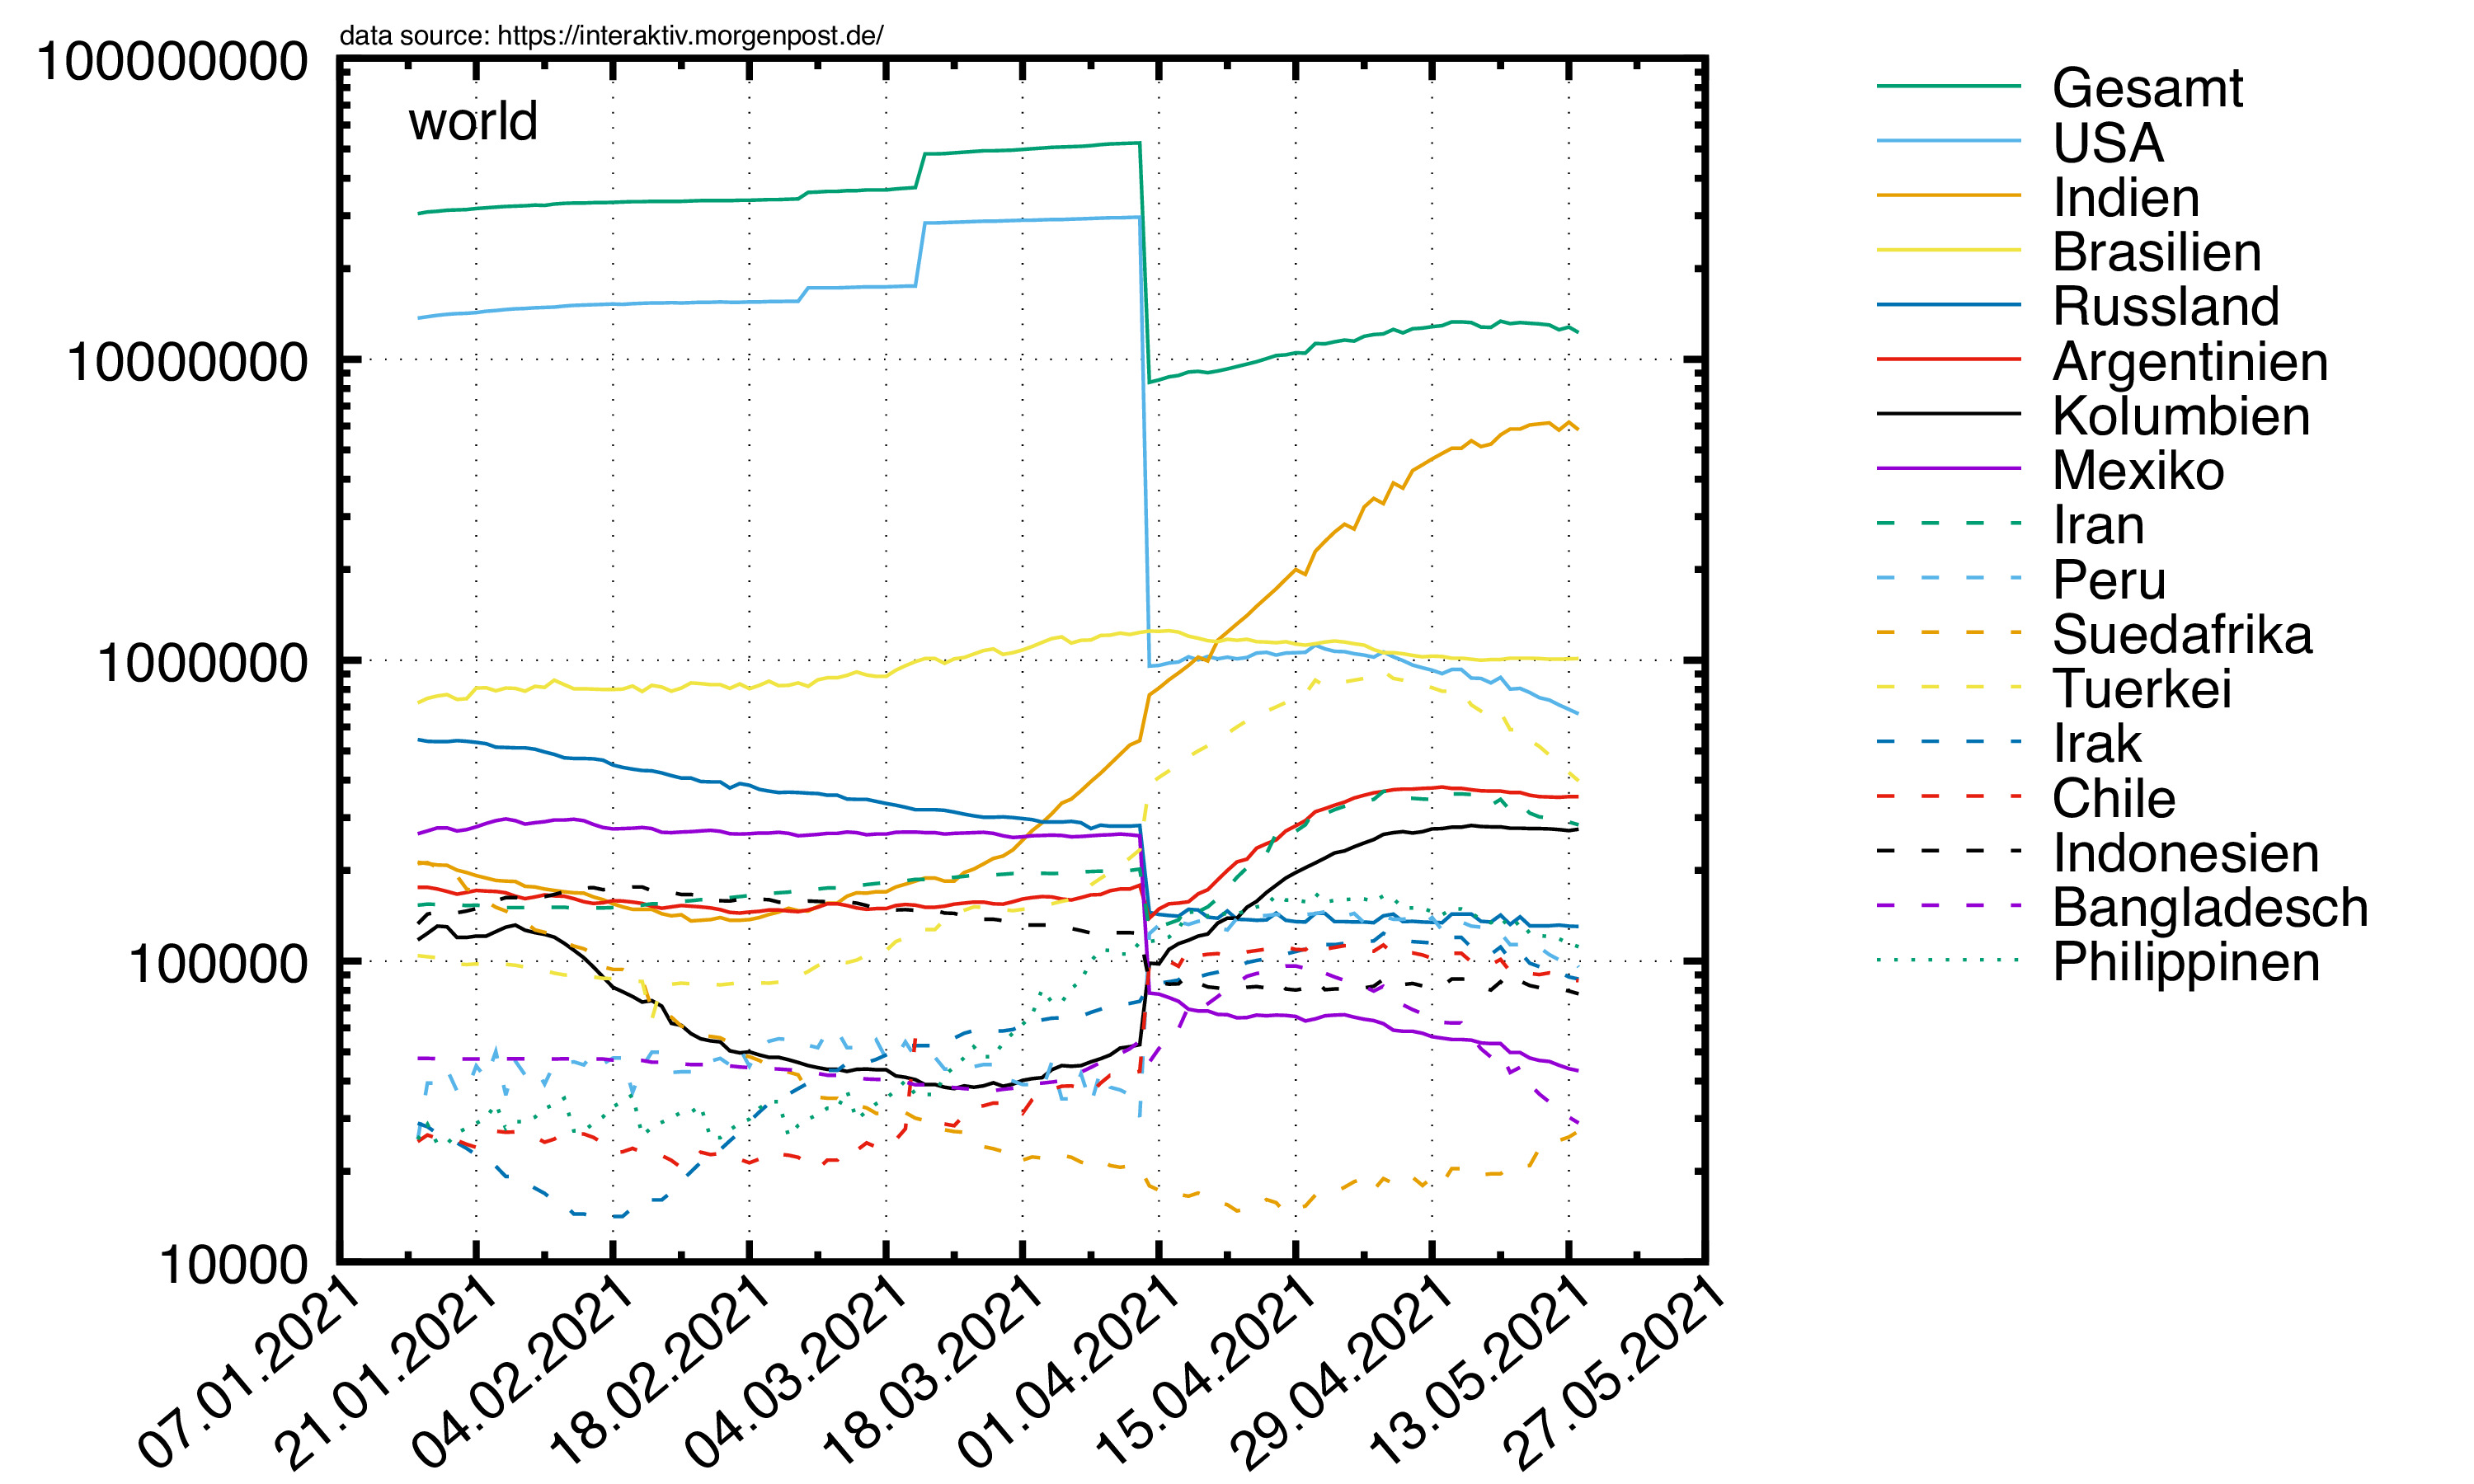 data source: https://interaktiv.morgenpost.de/
world
100000000
10000000
1000000
100000
10000
07.01.2021
21.01.2021
04.02.2021
18.02.2021
04.03.2021
18.03.2021
01.04.2021
15.04.2021
29.04.2021
13.05.2021
27.05.2021
Gesamt
USA
Indien
Brasilien
Russland
Argentinien
Kolumbien
Mexiko
Iran
Peru
Suedafrika
Tuerkei
Irak
Chile
Indonesien
Bangladesch
Philippinen